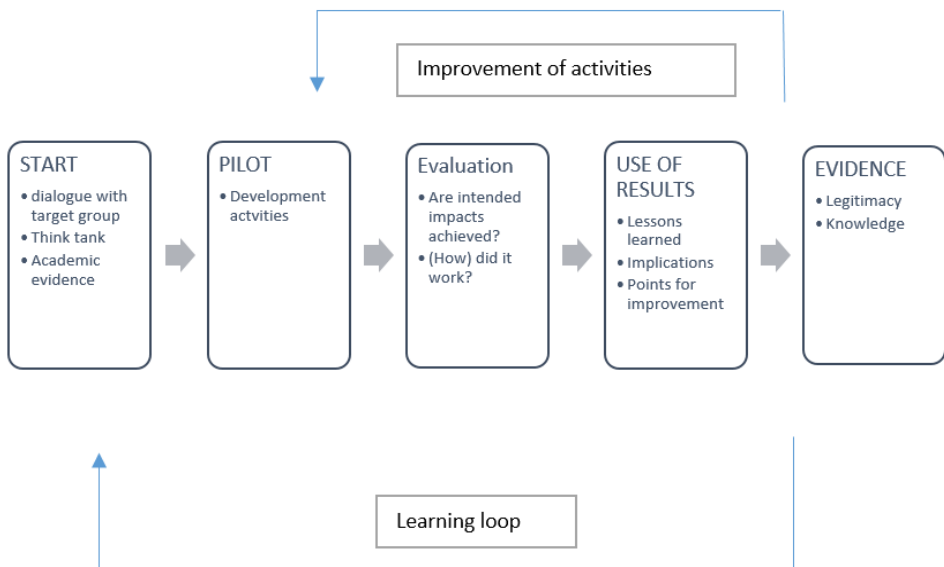 Improvement of activities
START
• dialogue with
target group
• Think tank
• Academic
evidence
PILOT
• Development
actvities
Evaluation
• Are intended
impacts
achieved?
• (How) did it
work?
USE OF
RESULTS
• Lessons
learned
• Implications
• Points for
improvement
EVIDENCE
• Legitimacy
• Knowledge
Learning loop